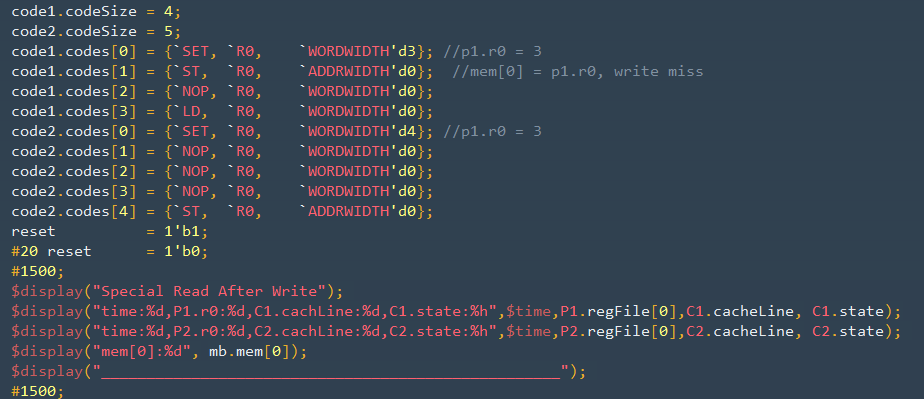 code1.codeSize = 4;
code2.codeSize = 5;
code1.codes[0] = {`SET, `R0,    `WORDWIDTH'd3}; //p1.r0 = 3
code1.codes[1] = {`ST,  `R0,    `ADDRWIDTH'd0};  //mem[0] = p1.r0, write miss
code1.codes[2] = {`NOP, `R0,    `WORDWIDTH'd0};
code1.codes[3] = {`LD,  `R0,    `WORDWIDTH'd0};
code2.codes[0] = {`SET, `R0,    `WORDWIDTH'd4}; //p1.r0 = 3
code2.codes[1] = {`NOP, `R0,    `WORDWIDTH'd0};
code2.codes[2] = {`NOP, `R0,    `WORDWIDTH'd0};
code2.codes[3] = {`NOP, `R0,    `WORDWIDTH'd0};
code2.codes[4] = {`ST,  `R0,    `ADDRWIDTH'd0};
reset          = 1'b1;
#20 reset      = 1'b0;
#1500;
$display("Special Read After Write");
$display("time:%d,P1.r0:%d,C1.cachLine:%d,C1.state:%h",$time,P1.regFile[0],C1.cacheLine, C1.state);
$display("time:%d,P2.r0:%d,C2.cachLine:%d,C2.state:%h",$time,P2.regFile[0],C2.cacheLine, C2.state);
$display("mem[0]:%d", mb.mem[0]);
$display("__________________________________________________");
#1500;